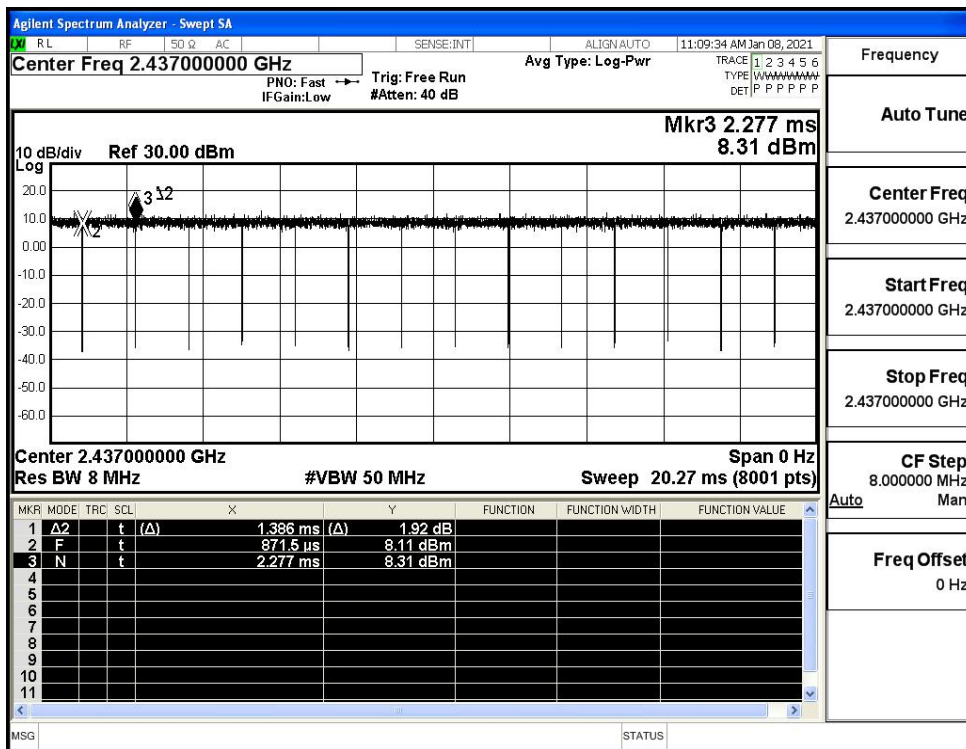 Agilent Spectrum Analyzer - Swept SA
LXI RL RF 50 Ω AC SENSE:INT ALIGN AUTO 11:09:34 AM Jan 08, 2021
Center Freq 2.437000000 GHz
PNO: Fast
IFGain:Low
Trig: Free Run
#Atten: 40 dB
Avg Type: Log-Pwr
TRACE 1 2 3 4 5 6
TYPE WWWWWW
DET P P P P P P
Mkr3 2.277 ms
8.31 dBm
10 dB/div Ref 30.00 dBm
Log
20.0
10.0
0.00
-10.0
-20.0
-30.0
-40.0
-50.0
-60.0
3 1Δ2
2
Center 2.437000000 GHz Span 0 Hz
Res BW 8 MHz #VBW 50 MHz Sweep 20.27 ms (8001 pts)
MKR MODE TRC SCL X Y FUNCTION FUNCTION WIDTH FUNCTION VALUE
1 Δ2 t (Δ) 1.386 ms (Δ) 1.92 dB
2 F t 871.5 µs 8.11 dBm
3 N t 2.277 ms 8.31 dBm
4
5
6
7
8
9
10
11
MSG STATUS
Frequency
Auto Tune
Center Freq
2.437000000 GHz
Start Freq
2.437000000 GHz
Stop Freq
2.437000000 GHz
CF Step
8.000000 MHz
Auto Man
Freq Offset
0 Hz